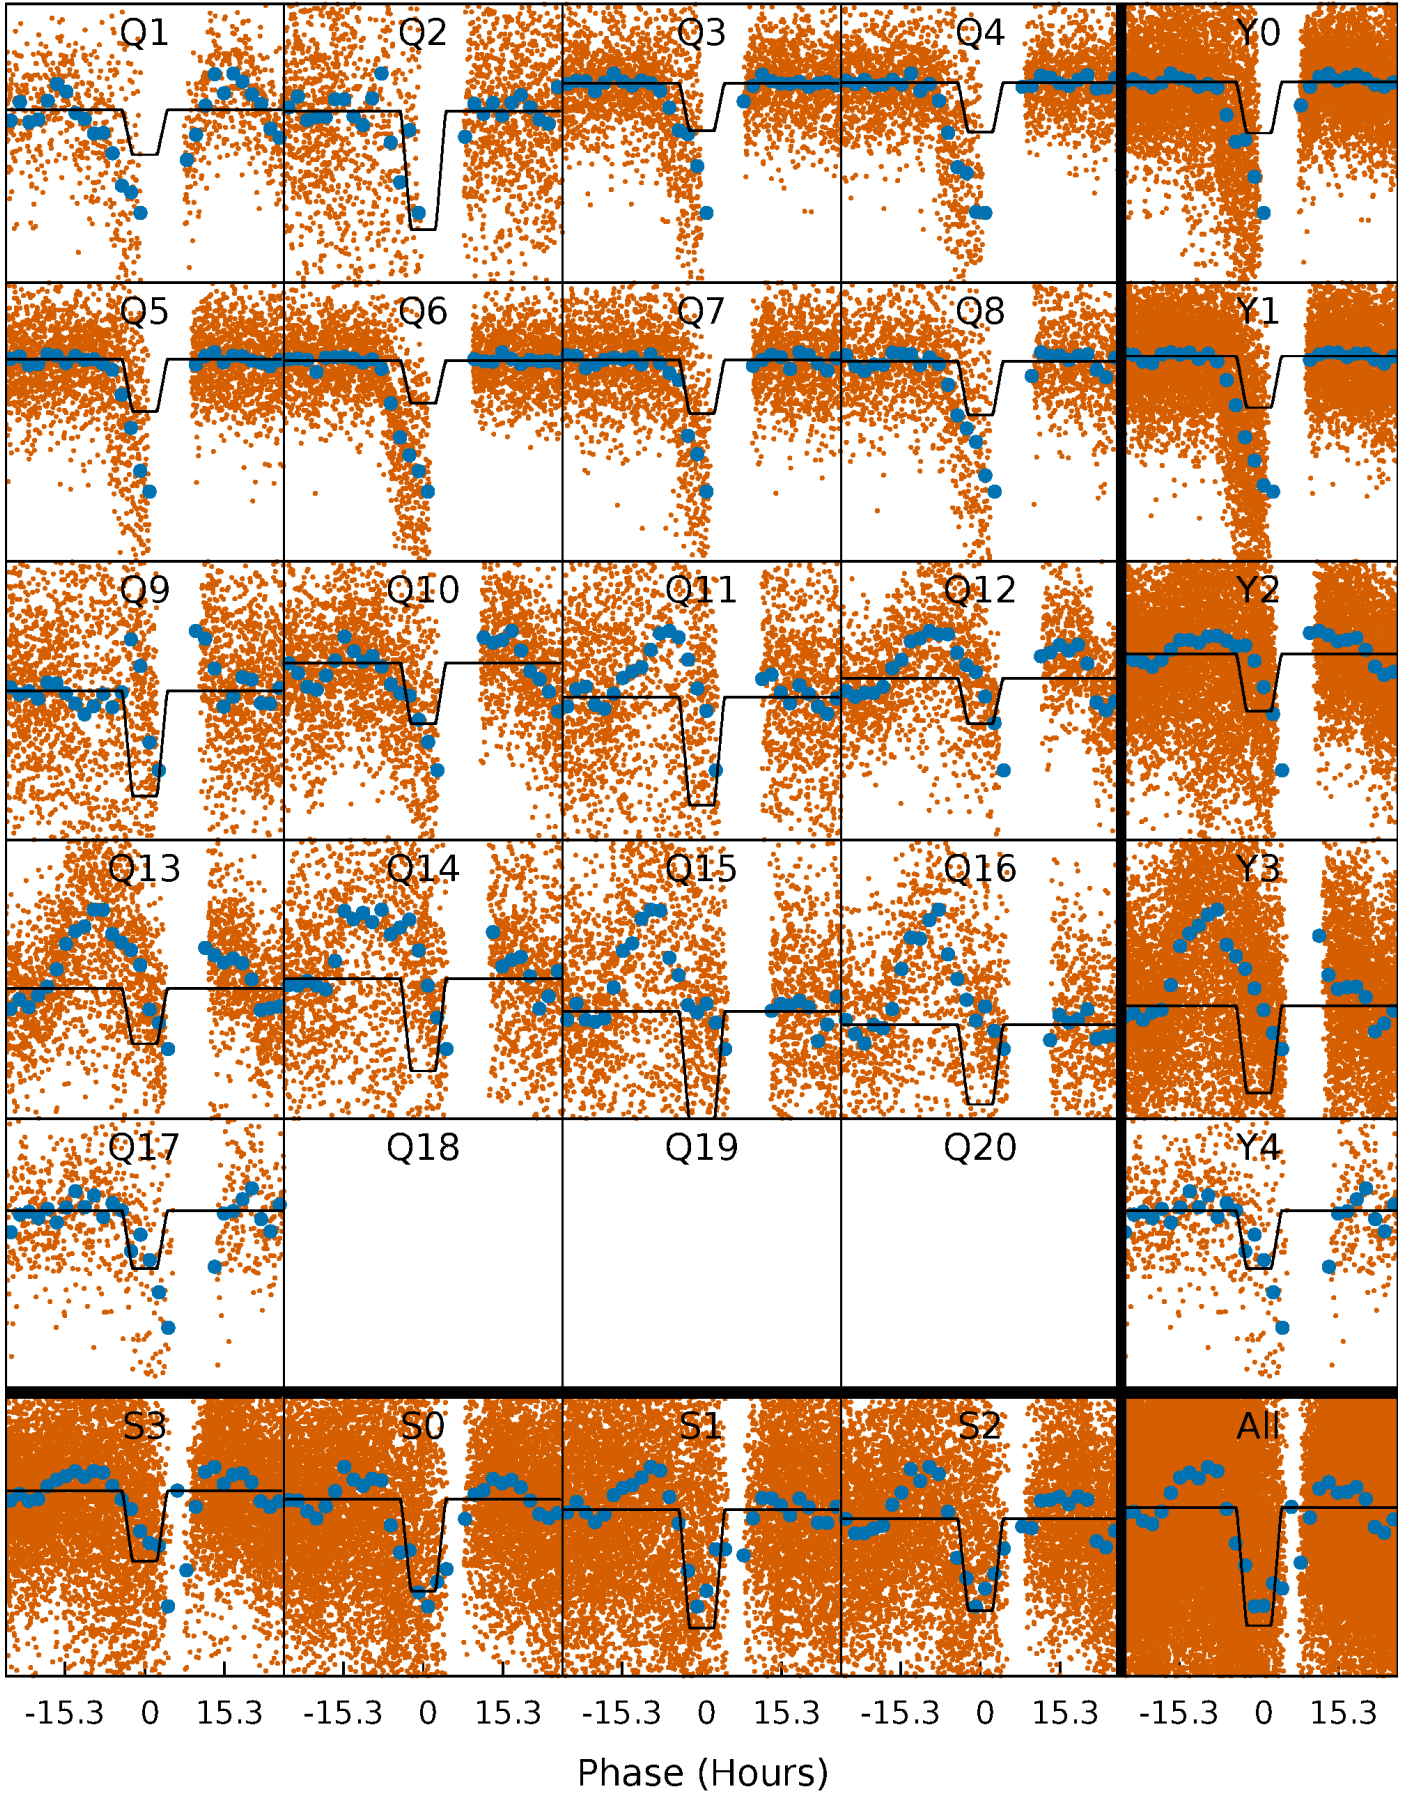 Q1 Q2 Q3 Q4 Y0
Q5 Q6 Q7 Q8 Y1
Q9 Q10 Q11 Q12 Y2
Q13 Q14 Q15 Q16 Y3
Q17 Q18 Q19 Q20 Y4
S3 S0 S1 S2 All
-15.3 0 15.3 -15.3 0 15.3 -15.3 0 15.3 -15.3 0 15.3 -15.3 0 15.3
Phase (Hours)